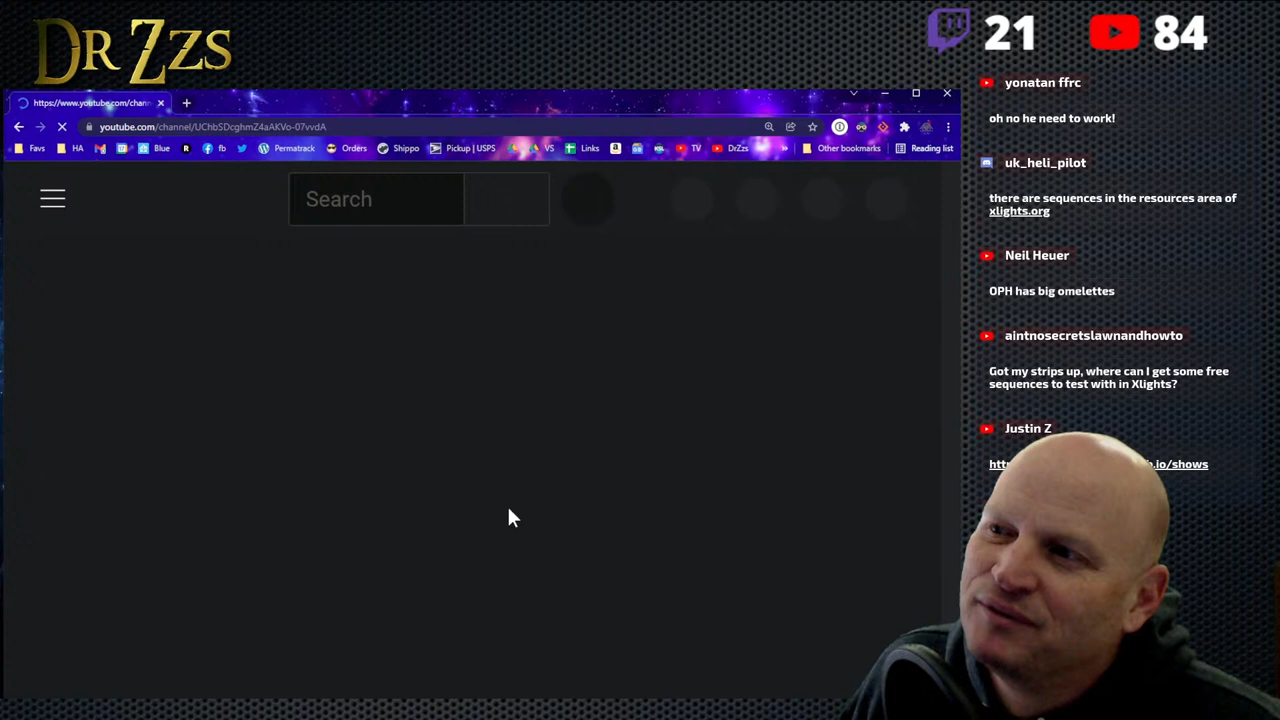 DR ZZS
21
84
https://www.youtube.com/chann
youtube.com/channel/UChbSDcghmZ4aAKVo-07vvdA
Favs
HA
Blue
fb
Permatrack
Orders
Shippo
Pickup | USPS
VS
Links
TV
DrZzs
Other bookmarks
Reading list
Search
yonatan ffrc
oh no he need to work!
uk_heli_pilot
there are sequences in the resources area of
xlights.org
Neil Heuer
OPH has big omelettes
aintnosecretslawnandhowto
Got my strips up, where can I get some free
sequences to test with in Xlights?
Justin Z
.io/shows